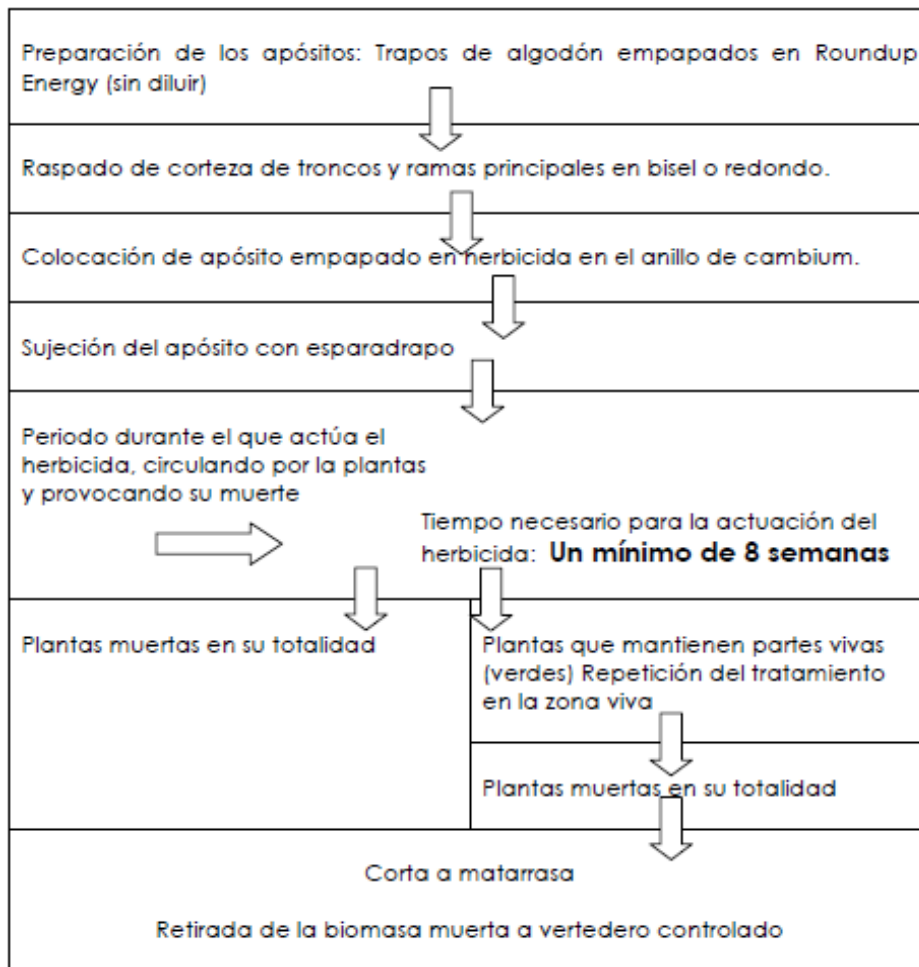 Preparación de los apósitos: Trapos de algodón empapados en Roundup
Energy (sin diluir)
Raspado de corteza de troncos y ramas principales en bisel o redondo.
Colocación de apósito empapado en herbicida en el anillo de cambium.
Sujeción del apósito con esparadrapo
Periodo durante el que actúa el
herbicida, circulando por la plantas
y provocando su muerte
Tiempo necesario para la actuación del
herbicida: Un mínimo de 8 semanas
Plantas muertas en su totalidad
Plantas que mantienen partes vivas
(verdes) Repetición del tratamiento
en la zona viva
Plantas muertas en su totalidad
Corta a matarrasa
Retirada de la biomasa muerta a vertedero controlado